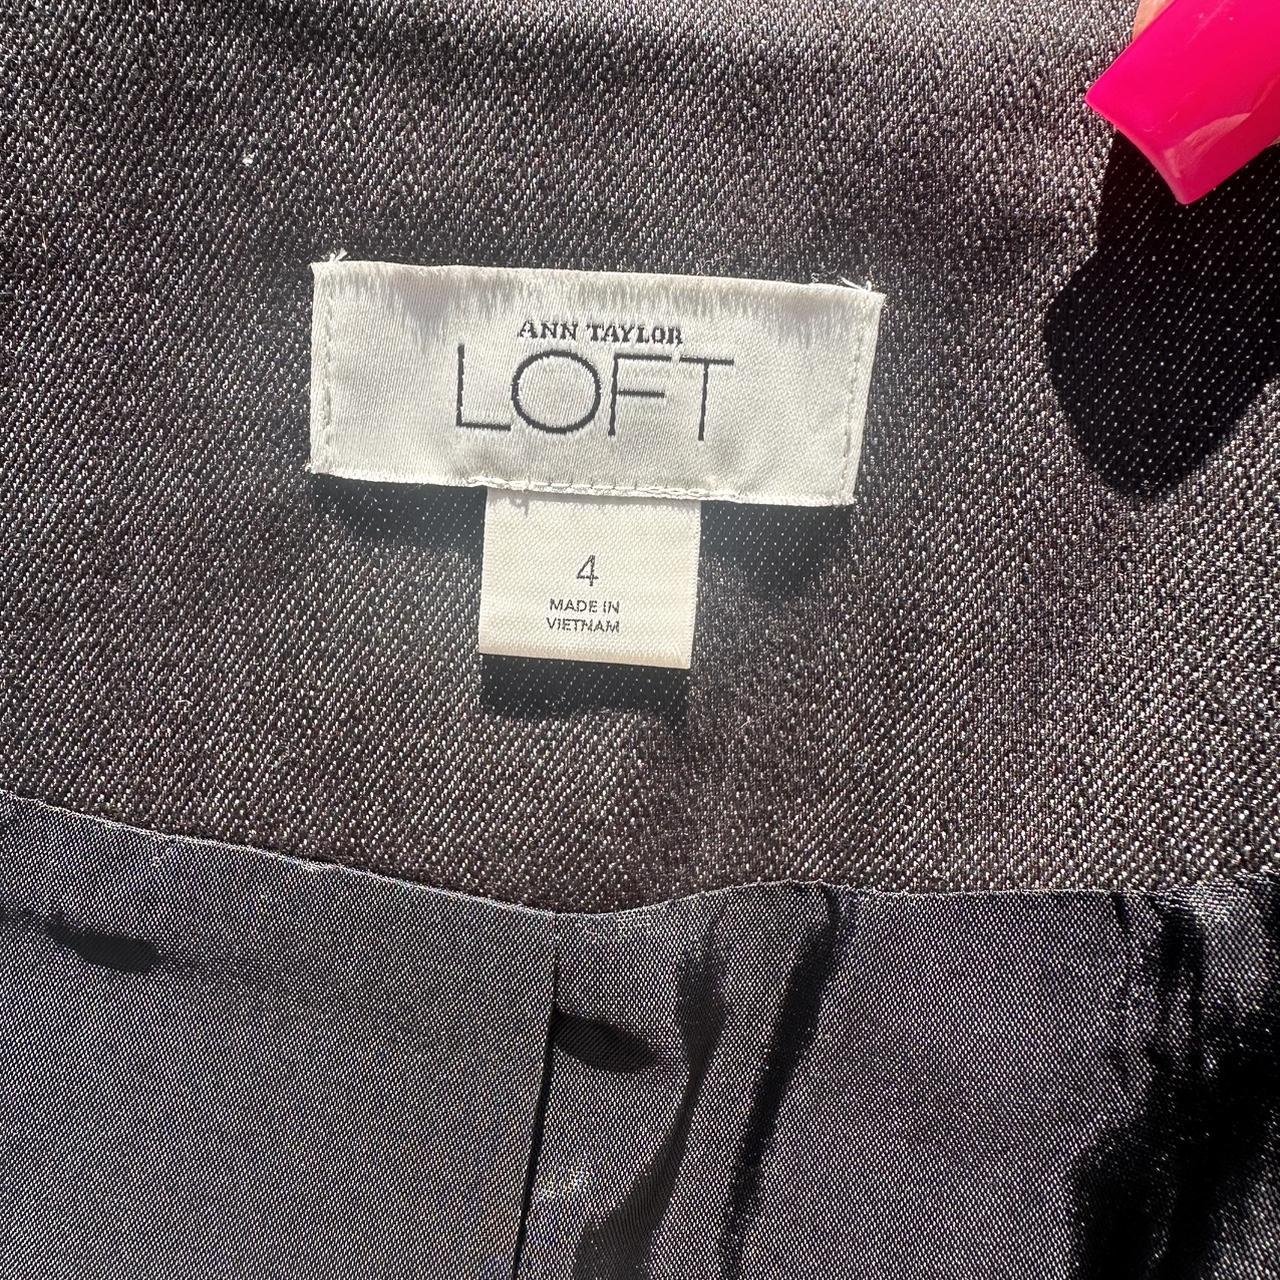 ANN TAYLOR
LOFT
4
MADE IN
VIETNAM